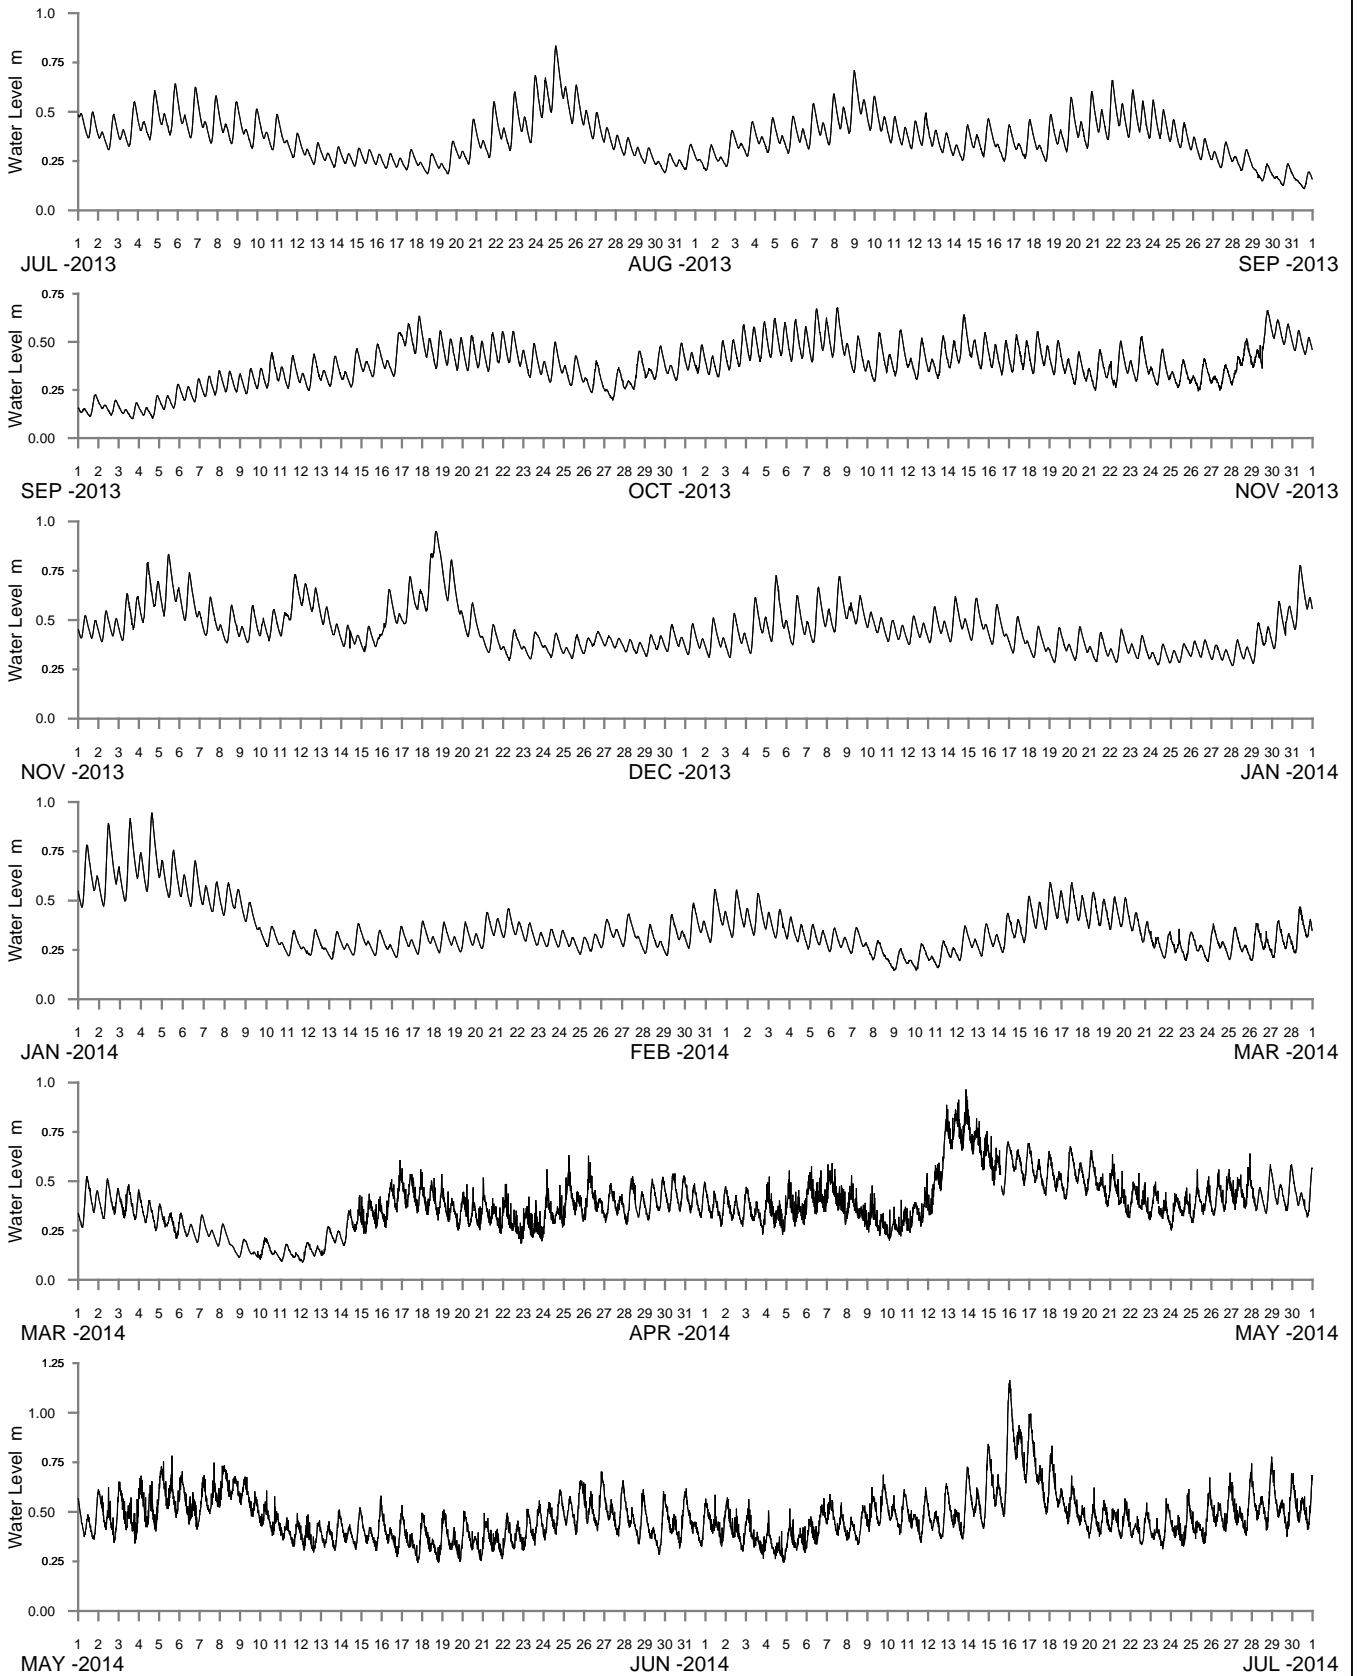 1.0
0.75
0.5
0.25
0.0
Water Level m
1 2 3 4 5 6 7 8 9 10 11 12 13 14 15 16 17 18 19 20 21 22 23 24 25 26 27 28 29 30 31 1 2 3 4 5 6 7 8 9 10 11 12 13 14 15 16 17 18 19 20 21 22 23 24 25 26 27 28 29 30 31 1
JUL -2013 AUG -2013 SEP -2013
0.75
0.50
0.25
0.00
Water Level m
1 2 3 4 5 6 7 8 9 10 11 12 13 14 15 16 17 18 19 20 21 22 23 24 25 26 27 28 29 30 1 2 3 4 5 6 7 8 9 10 11 12 13 14 15 16 17 18 19 20 21 22 23 24 25 26 27 28 29 30 31 1
SEP -2013 OCT -2013 NOV -2013
1.0
0.75
0.5
0.25
0.0
Water Level m
1 2 3 4 5 6 7 8 9 10 11 12 13 14 15 16 17 18 19 20 21 22 23 24 25 26 27 28 29 30 1 2 3 4 5 6 7 8 9 10 11 12 13 14 15 16 17 18 19 20 21 22 23 24 25 26 27 28 29 30 31 1
NOV -2013 DEC -2013 JAN -2014
1.0
0.75
0.5
0.25
0.0
Water Level m
1 2 3 4 5 6 7 8 9 10 11 12 13 14 15 16 17 18 19 20 21 22 23 24 25 26 27 28 29 30 31 1 2 3 4 5 6 7 8 9 10 11 12 13 14 15 16 17 18 19 20 21 22 23 24 25 26 27 28 1
JAN -2014 FEB -2014 MAR -2014
1.0
0.75
0.5
0.25
0.0
Water Level m
1 2 3 4 5 6 7 8 9 10 11 12 13 14 15 16 17 18 19 20 21 22 23 24 25 26 27 28 29 30 31 1 2 3 4 5 6 7 8 9 10 11 12 13 14 15 16 17 18 19 20 21 22 23 24 25 26 27 28 29 30 1
MAR -2014 APR -2014 MAY -2014
1.25
1.00
0.75
0.50
0.25
0.00
Water Level m
1 2 3 4 5 6 7 8 9 10 11 12 13 14 15 16 17 18 19 20 21 22 23 24 25 26 27 28 29 30 31 1 2 3 4 5 6 7 8 9 10 11 12 13 14 15 16 17 18 19 20 21 22 23 24 25 26 27 28 29 30 1
MAY -2014 JUN -2014 JUL -2014